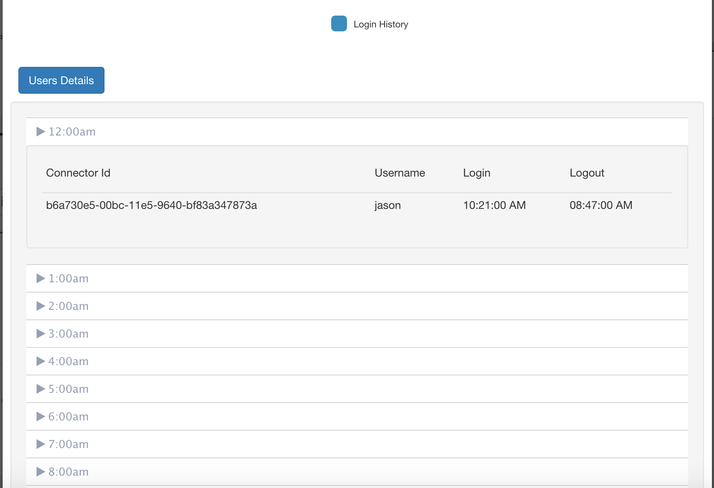 Login History
Users Details
▶ 12:00am
Connector Id Username Login Logout
b6a730e5-00bc-11e5-9640-bf83a347873a jason 10:21:00 AM 08:47:00 AM
▶ 1:00am
▶ 2:00am
▶ 3:00am
▶ 4:00am
▶ 5:00am
▶ 6:00am
▶ 7:00am
▶ 8:00am